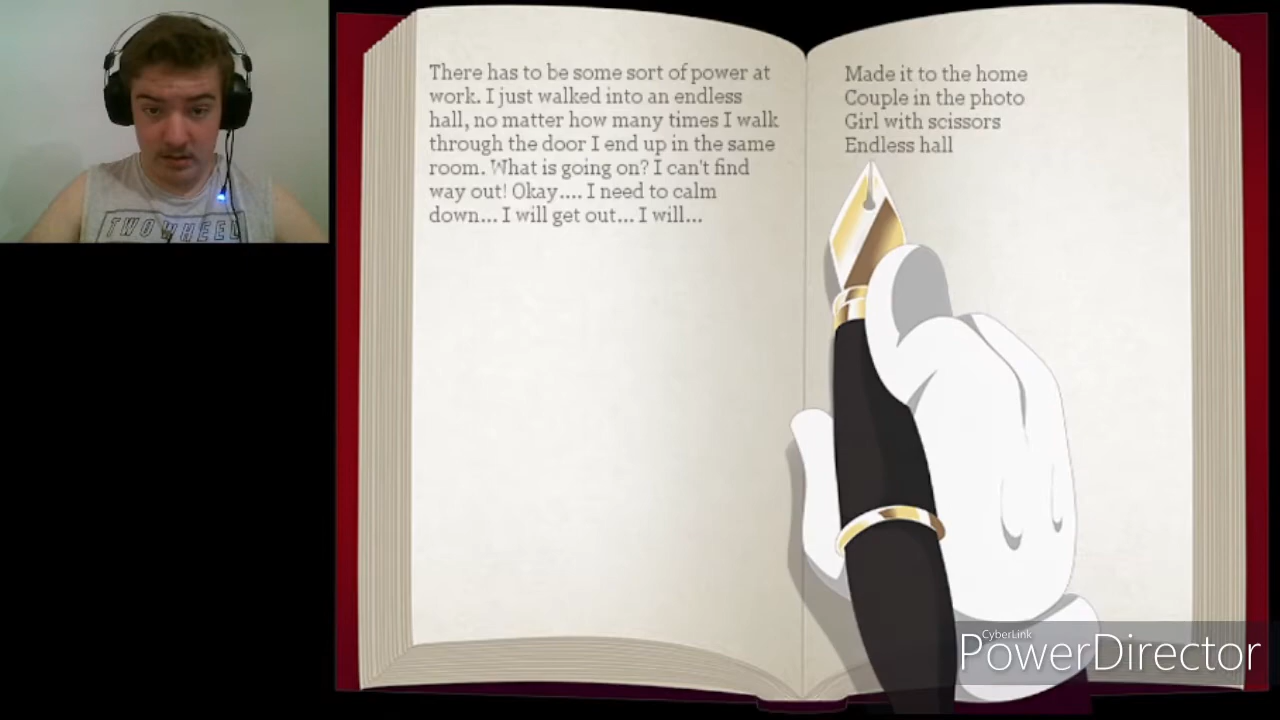 TWOWHEEL
There has to be some sort of power at
work. I just walked into an endless
hall, no matter how many times I walk
through the door I end up in the same
room. What is going on? I can't find
way out! Okay.... I need to calm
down... I will get out... I will...
Made it to the home
Couple in the photo
Girl with scissors
Endless hall
CyberLink
PowerDirector